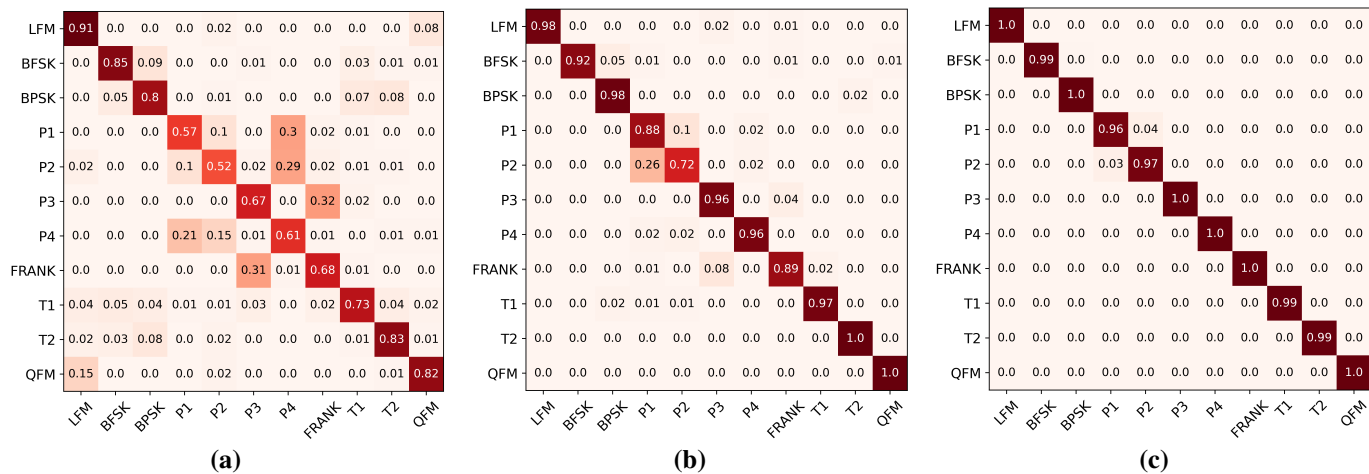 LFM 0.91 0.0 0.0 0.0 0.02 0.0 0.0 0.0 0.0 0.0 0.08
BFSK 0.0 0.85 0.09 0.0 0.0 0.01 0.0 0.0 0.03 0.01 0.01
BPSK 0.0 0.05 0.8 0.0 0.01 0.0 0.0 0.0 0.07 0.08 0.0
P1 0.0 0.0 0.0 0.57 0.1 0.0 0.3 0.02 0.01 0.0 0.0
P2 0.02 0.0 0.0 0.1 0.52 0.02 0.29 0.02 0.01 0.01 0.0
P3 0.0 0.0 0.0 0.0 0.0 0.67 0.0 0.32 0.02 0.0 0.0
P4 0.0 0.0 0.0 0.21 0.15 0.01 0.61 0.01 0.0 0.01 0.01
FRANK 0.0 0.0 0.0 0.0 0.0 0.31 0.01 0.68 0.01 0.0 0.0
T1 0.04 0.05 0.04 0.01 0.01 0.03 0.0 0.02 0.73 0.04 0.02
T2 0.02 0.03 0.08 0.0 0.02 0.0 0.0 0.0 0.01 0.83 0.01
QFM 0.15 0.0 0.0 0.0 0.02 0.0 0.0 0.0 0.0 0.01 0.82
LFM BFSK BPSK P1 P2 P3 P4 FRANK T1 T2 QFM
(a)
LFM 0.98 0.0 0.0 0.0 0.0 0.02 0.0 0.01 0.0 0.0 0.0
BFSK 0.0 0.92 0.05 0.01 0.0 0.0 0.0 0.01 0.0 0.0 0.01
BPSK 0.0 0.0 0.98 0.0 0.0 0.0 0.0 0.0 0.0 0.02 0.0
P1 0.0 0.0 0.0 0.88 0.1 0.0 0.02 0.0 0.0 0.0 0.0
P2 0.0 0.0 0.0 0.26 0.72 0.0 0.02 0.0 0.0 0.0 0.0
P3 0.0 0.0 0.0 0.0 0.0 0.96 0.0 0.04 0.0 0.0 0.0
P4 0.0 0.0 0.0 0.02 0.02 0.0 0.96 0.0 0.0 0.0 0.0
FRANK 0.0 0.0 0.0 0.01 0.0 0.08 0.0 0.89 0.02 0.0 0.0
T1 0.0 0.0 0.02 0.01 0.01 0.0 0.0 0.0 0.97 0.0 0.0
T2 0.0 0.0 0.0 0.0 0.0 0.0 0.0 0.0 0.0 1.0 0.0
QFM 0.0 0.0 0.0 0.0 0.0 0.0 0.0 0.0 0.0 0.0 1.0
LFM BFSK BPSK P1 P2 P3 P4 FRANK T1 T2 QFM
(b)
LFM 1.0 0.0 0.0 0.0 0.0 0.0 0.0 0.0 0.0 0.0 0.0
BFSK 0.0 0.99 0.0 0.0 0.0 0.0 0.0 0.0 0.0 0.0 0.0
BPSK 0.0 0.0 1.0 0.0 0.0 0.0 0.0 0.0 0.0 0.0 0.0
P1 0.0 0.0 0.0 0.96 0.04 0.0 0.0 0.0 0.0 0.0 0.0
P2 0.0 0.0 0.0 0.03 0.97 0.0 0.0 0.0 0.0 0.0 0.0
P3 0.0 0.0 0.0 0.0 0.0 1.0 0.0 0.0 0.0 0.0 0.0
P4 0.0 0.0 0.0 0.0 0.0 0.0 1.0 0.0 0.0 0.0 0.0
FRANK 0.0 0.0 0.0 0.0 0.0 0.0 0.0 1.0 0.0 0.0 0.0
T1 0.0 0.0 0.0 0.0 0.0 0.0 0.0 0.0 0.99 0.0 0.0
T2 0.0 0.0 0.0 0.0 0.0 0.0 0.0 0.0 0.0 0.99 0.0
QFM 0.0 0.0 0.0 0.0 0.0 0.0 0.0 0.0 0.0 0.0 1.0
LFM BFSK BPSK P1 P2 P3 P4 FRANK T1 T2 QFM
(c)